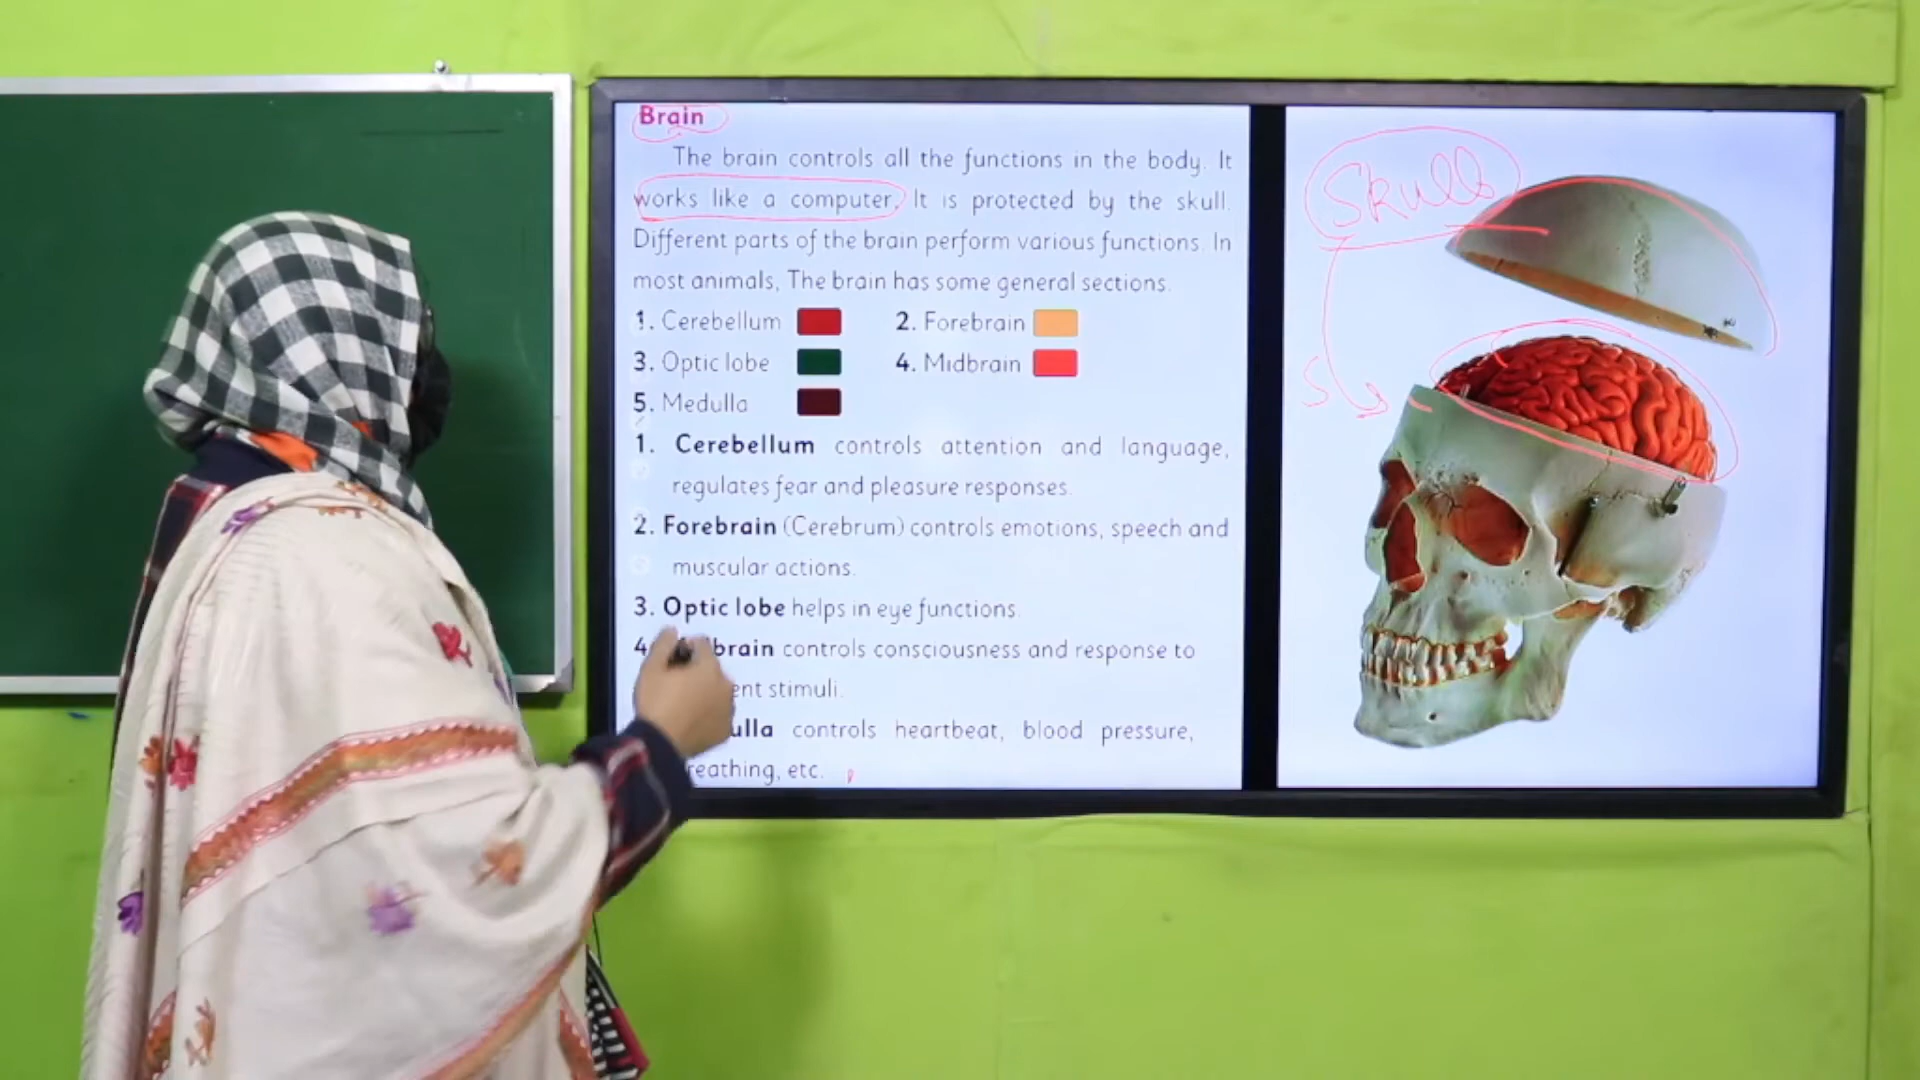 Brain
The brain controls all the functions in the body. It
works like a computer. It is protected by the skull.
Different parts of the brain perform various functions. In
most animals, The brain has some general sections.
1. Cerebellum 2. Forebrain
3. Optic lobe 4. Midbrain
5. Medulla
1. Cerebellum controls attention and language,
regulates fear and pleasure responses.
2. Forebrain (Cerebrum) controls emotions, speech and
muscular actions.
3. Optic lobe helps in eye functions.
4 brain controls consciousness and response to
ent stimuli.
ulla controls heartbeat, blood pressure,
reathing, etc.
Skull
S